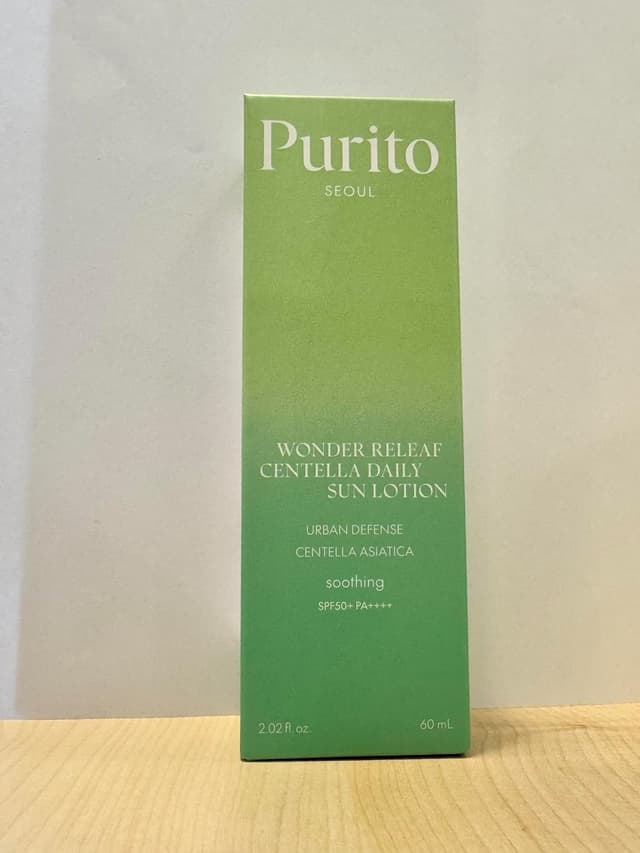 Purito
SEOUL
WONDER RELEAF
CENTELLA DAILY
SUN LOTION
URBAN DEFENSE
CENTELLA ASIATICA
soothing
SPF50+ PA++++
2.02 fl. oz. 60 mL